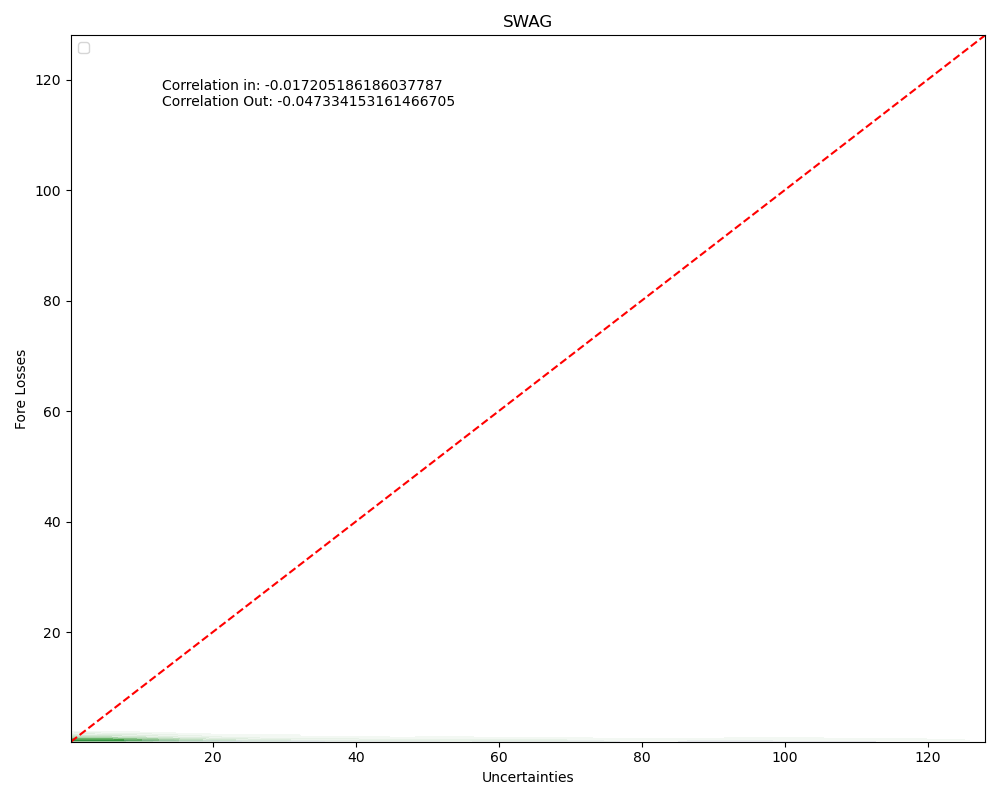 SWAG
Correlation in: -0.017205186186037787
Correlation Out: -0.047334153161466705
120
100
80
60
40
20
Fore Losses
20 40 60 80 100 120
Uncertainties